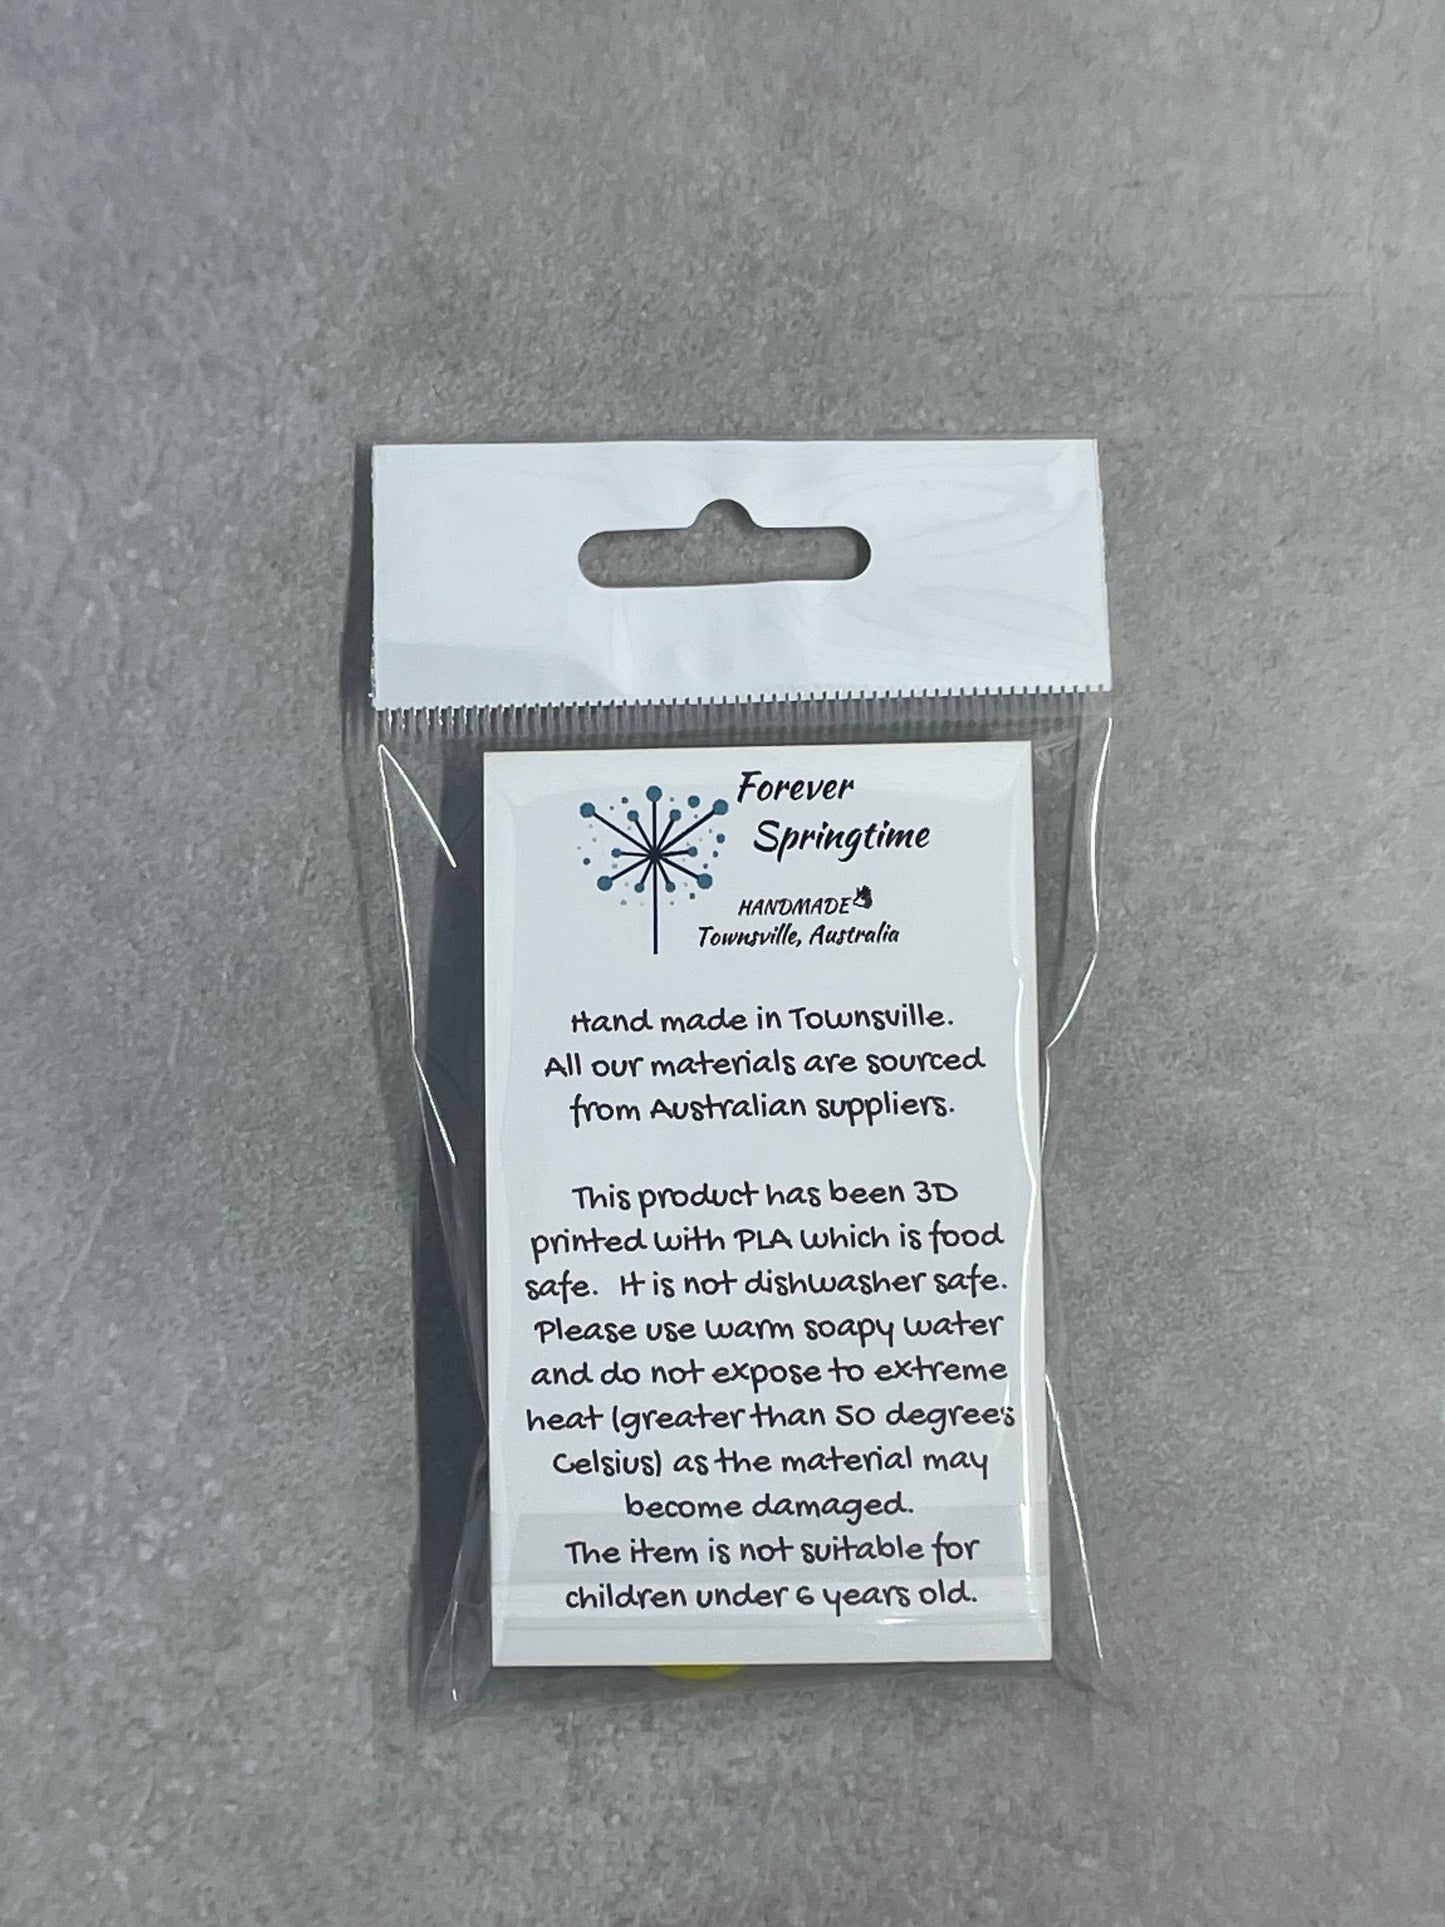 Forever
Springtime
HANDMADE
Townsville, Australia
Hand made in Townsville.
All our materials are sourced
from Australian suppliers.
This product has been 3D
printed with PLA which is food
safe. It is not dishwasher safe.
Please use warm soapy water
and do not expose to extreme
heat (greater than 50 degrees
Celsius) as the material may
become damaged.
The item is not suitable for
children under 6 years old.